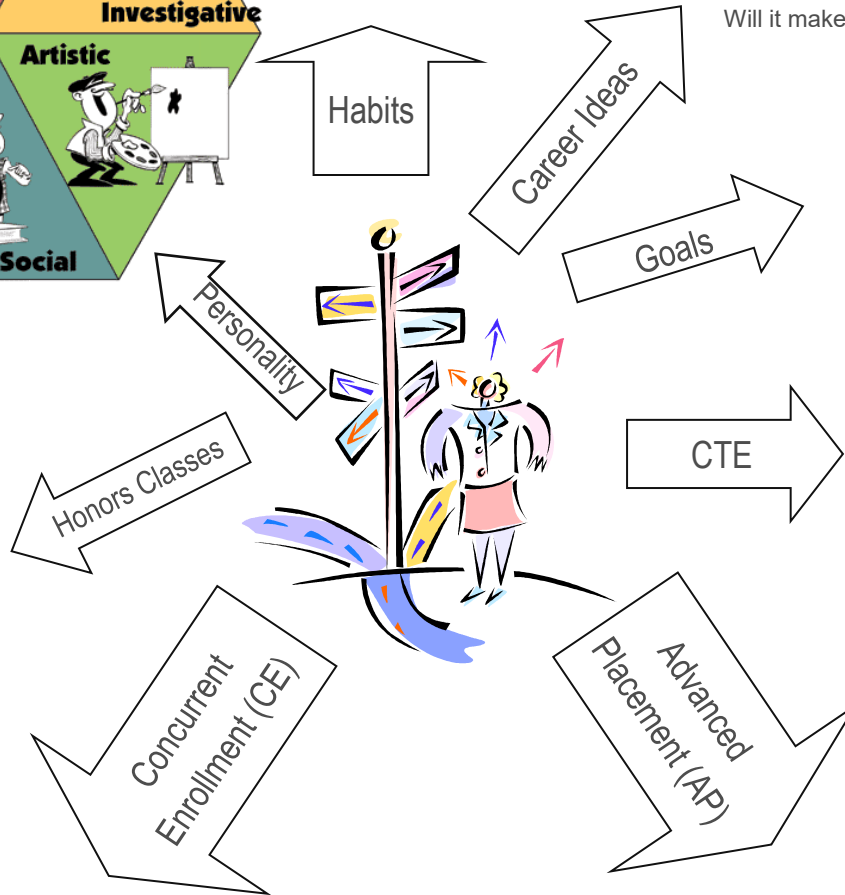 Investigative
Will it make
Artistic
Habits
Career Ideas
Goals
Social
Personality
CTE
Honors Classes
Concurrent
Enrollment (CE)
Advanced
Placement (AP)